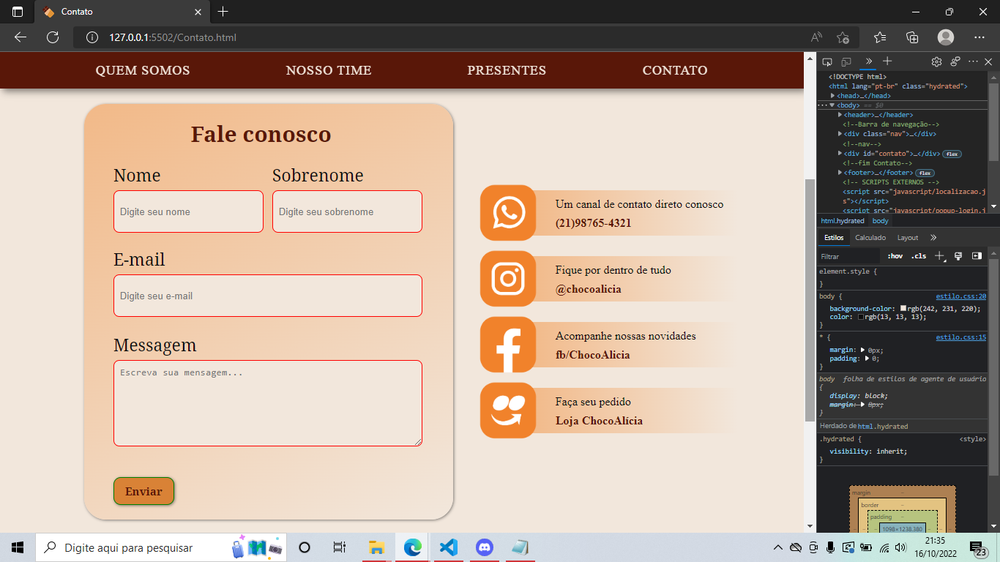 Contato
127.0.0.1:5502/Contato.html
QUEM SOMOS NOSSO TIME PRESENTES CONTATO
Fale conosco
Nome Sobrenome
Digite seu nome Digite seu sobrenome
E-mail
Digite seu e-mail
Messagem
Escreva sua mensagem...
Enviar
Um canal de contato direto conosco
(21)98765-4321
Fique por dentro de tudo
@chocoalicia
Acompanhe nossas novidades
fb/ChocoAlicia
Faça seu pedido
Loja ChocoAlícia
<!DOCTYPE html>
<html lang="pt-br" class="hydrated">
<head>…</head>
<body> == $0
<header>…</header>
<!--Barra de navegação-->
<div class="nav">…</div>
<!--nav-->
<div id="contato">…</div> flex
<!--fim Contato-->
<footer>…</footer> flex
<!-- SCRIPTS EXTERNOS -->
<script src="javascript/localizacao.j
s"></script>
<script src="javascript/popup-login.j
html.hydrated body
Estilos Calculado Layout
Filtrar :hov .cls
element.style {
}
body { estilo.css:20
background-color: rgb(242, 231, 220);
color: rgb(13, 13, 13);
}
* { estilo.css:15
margin: 0px;
padding: 0;
}
body folha de estilos de agente de usuário
{
display: block;
margin: 8px;
}
Herdado de html.hydrated
.hydrated { <style>
visibility: inherit;
}
margin –
border –
padding –
1098×1238.380
Digite aqui para pesquisar
21:35
16/10/2022
23